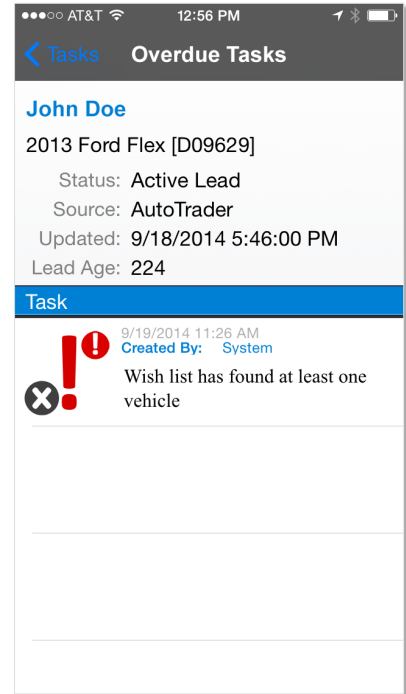 AT&T 12:56 PM
Tasks Overdue Tasks
John Doe
2013 Ford Flex [D09629]
Status: Active Lead
Source: AutoTrader
Updated: 9/18/2014 5:46:00 PM
Lead Age: 224
Task
9/19/2014 11:26 AM
Created By: System
Wish list has found at least one
vehicle